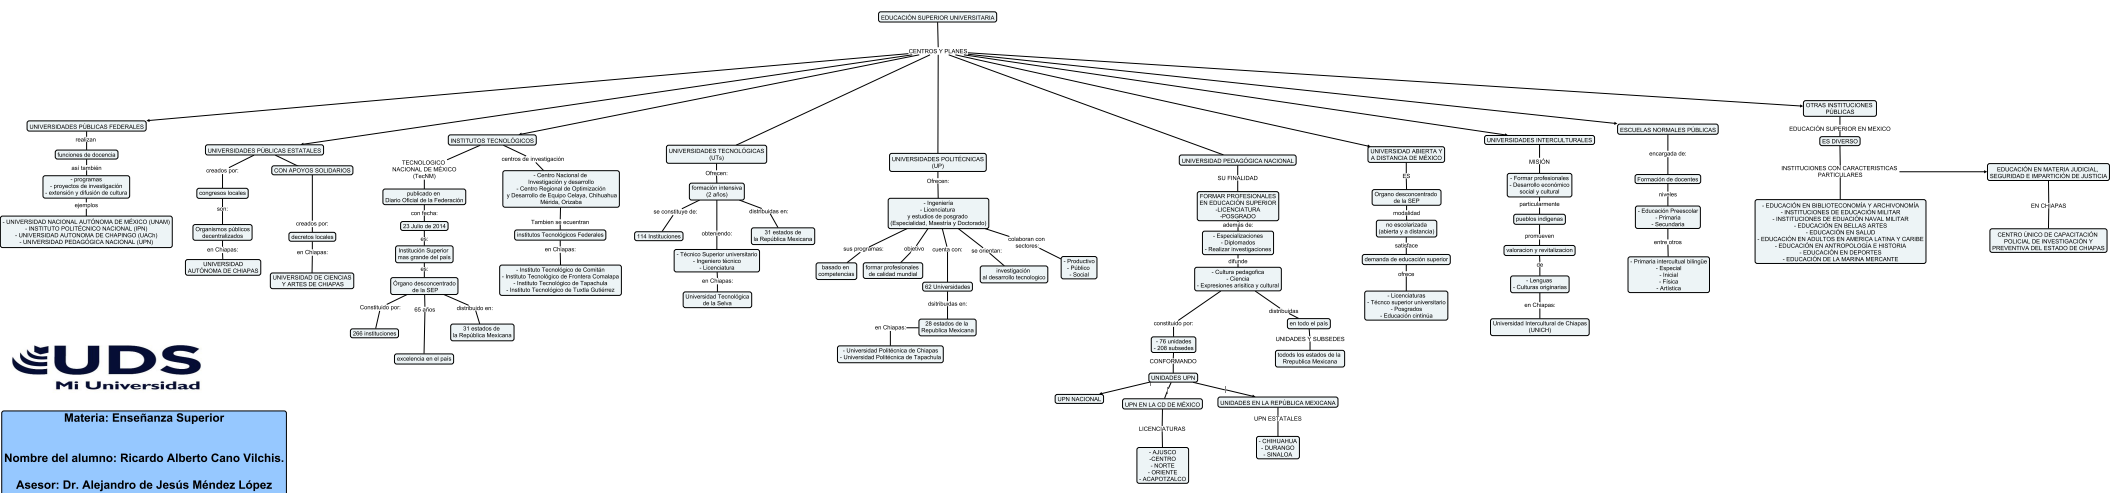 EDUCACIÓN SUPERIOR UNIVERSITARIA
CENTROS Y PLANES
UNIVERSIDADES PÚBLICAS FEDERALES
realizan
funciones de docencia
asi también
- programas
- proyectos de investigación
- extensión y difusión de cultura
ejemplos
- UNIVERSIDAD NACIONAL AUTÓNOMA DE MÉXICO (UNAM)
- INSTITUTO POLITÉCNICO NACIONAL (IPN)
- UNIVERSIDAD AUTONOMA DE CHAPINGO (UACh)
- UNIVERSIDAD PEDAGÓGICA NACIONAL (UPN)
UNIVERSIDADES PÚBLICAS ESTATALES
creados por:
congresos locales
son:
Organismos públicos
decentralizados
en Chiapas:
UNIVERSIDAD
AUTÓNOMA DE CHIAPAS
CON APOYOS SOLIDARIOS
creados por:
decretos locales
en Chiapas:
UNIVERSIDAD DE CIENCIAS
Y ARTES DE CHIAPAS
INSTITUTOS TECNOLÓGICOS
TECNOLOGICO
NACIONAL DE MÉXICO
(TecNM)
publicado en
Diario Oficial de la Federación
con fecha:
23 Julio de 2014
es:
Institución Superior
mas grande del país
es:
Órgano desconcentrado
de la SEP
Constituido por:
266 instituciones
65 años
excelencia en el país
distribuido en:
31 estados de
la República Mexicana
centros de investigación
- Centro Nacional de
Investigación y desarrollo
- Centro Regional de Optimización
y Desarrollo de Equipo Celaya, Chihuahua
Mérida, Orizaba
Tambien se ecuentran
institutos Tecnológicos Federales
en Chiapas:
- Instituto Tecnológico de Comitán
- Instituto Tecnológico de Frontera Comalapa
- Instituto Tecnológico de Tapachula
- Instituto Tecnológico de Tuxtla Gutiérrez
UNIVERSIDADES TECNOLÓGICAS
(UTs)
Ofrecen:
formación intensiva
(2 años)
se constituye de:
114 Instituciones
obteniendo:
- Técnico Superior universitario
- Ingeniero técnico
- Licenciatura
en Chiapas:
Universidad Tecnológica
de la Selva
distribuidas en:
31 estados de
la República Mexicana
UNIVERSIDADES POLITÉCNICAS
(UP)
Ofrecen:
- Ingeniería
- Licenciatura
y estudios de posgrado
(Especialidad, Maestría y Doctorado)
sus programas:
basado en
competencias
objetivo
formar profesionales
de calidad mundial
cuenta con:
62 Universidades
dsitribuidas en:
28 estados de la
Republica Mexicana
en Chiapas:
- Universidad Politécnica de Chiapas
- Universidad Politécnica de Tapachula
se orientan:
investigación
al desarrollo tecnologico
colaboran con
sectores:
- Productivo
- Público
- Social
UNIVERSIDAD PEDAGÓGICA NACIONAL
SU FINALIDAD
FORMAR PROFESIONALES
EN EDUCACIÓN SUPERIOR
-LICENCIATURA
-POSGRADO
además de:
- Especializaciones
- Diplomados
- Realizar investigaciones
difunde
- Cultura pedagofica
- Ciencia
- Expresiones arisitica y cultural
constituido por:
- 76 unidades
- 208 subsedes
CONFORMANDO
UNIDADES UPN
UPN NACIONAL
UPN EN LA CD DE MÉXICO
LICENCIATURAS
- AJUSCO
-CENTRO
- NORTE
- ORIENTE
- ACAPOTZALCO
UNIDADES EN LA REPÚBLICA MEXICANA
UPN ESTATALES
- CHIHUAHUA
- DURANGO
- SINALOA
distribuidas
en todo el país
UNIDADES Y SUBSEDES
todods los estados de la
Rrepublica Mexicana
UNIVERSIDAD ABIERTA Y
A DISTANCIA DE MÉXICO
ES
Organo desconcentrado
de la SEP
modalidad
no escolarizada
(abierta y a distancia)
satisface
demanda de educación superior
ofrece
- Licenciaturas
- Técnco superior universitario
- Posgrados
- Educación cintinúa
UNIVERSIDADES INTERCULTURALES
MISIÓN
- Formar profesionales
- Desarrollo económico
social y cultural
particularmente
pueblos indígenas
promueven
valoracion y revitalizacion
de
- Lenguas
- Culturas originarias
en Chiapas:
Universidad Intercultural de Chiapas
(UNICH)
ESCUELAS NORMALES PÚBLICAS
encargada de:
Formación de docentes
niveles
- Educación Preescolar
- Primaria
- Secundaria
entre otros
- Primaria intercultual bilingüe
- Especial
- Inicial
- Física
- Artística
OTRAS INSTITUCIONES
PÚBLICAS
EDUCACIÓN SUPERIOR EN MEXICO
ES DIVERSO
INSTITUCIONES CON CARACTERISTICAS
PARTICULARES
- EDUCACIÓN EN BIBLIOTECONOMÍA Y ARCHIVONOMÍA
- INSTITUCIONES DE EDUCACIÓN MILITAR
- INSTITUCIONES DE EDUACIÓN NAVAL MILITAR
- EDUCACIÓN EN BELLAS ARTES
- EDUCACIÓN EN SALUD
- EDUCACIÓN EN ADULTOS EN AMERICA LATINA Y CARIBE
- EDUCACIÓN EN ANTROPOLOGÍA E HISTORIA
- EDUCACIÓN EN DEPORTES
- EDUCACIÓN DE LA MARINA MERCANTE
EDUCACIÓN EN MATERIA JUDICIAL,
SEGURIDAD E IMPARTICIÓN DE JUSTICIA
EN CHIAPAS
CENTRO ÚNICO DE CAPACITACIÓN
POLICIAL DE INVESTIGACIÓN Y
PREVENTIVA DEL ESTADO DE CHIAPAS
UDS
Mi Universidad
Materia: Enseñanza Superior
Nombre del alumno: Ricardo Alberto Cano Vilchis.
Asesor: Dr. Alejandro de Jesús Méndez López